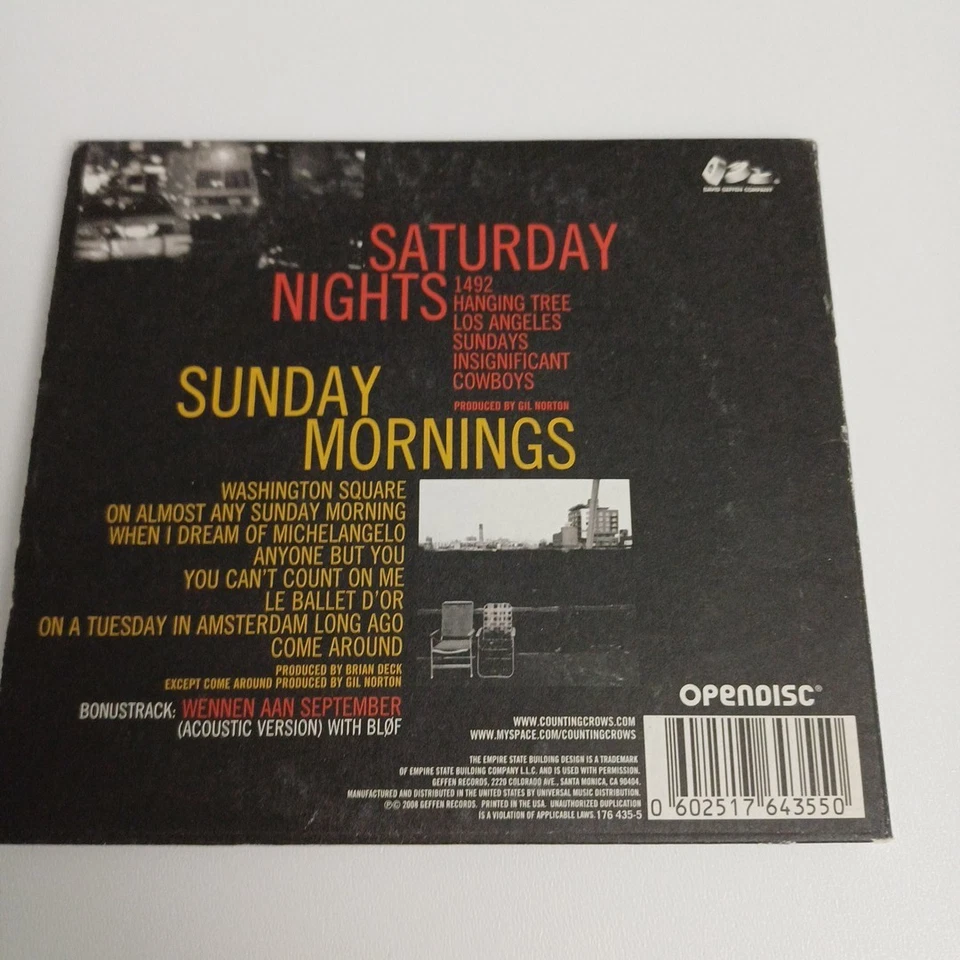 DAVID GEFFEN COMPANY
SATURDAY
NIGHTS
1492
HANGING TREE
LOS ANGELES
SUNDAYS
INSIGNIFICANT
COWBOYS
PRODUCED BY GIL NORTON
SUNDAY
MORNINGS
WASHINGTON SQUARE
ON ALMOST ANY SUNDAY MORNING
WHEN I DREAM OF MICHELANGELO
ANYONE BUT YOU
YOU CAN'T COUNT ON ME
LE BALLET D'OR
ON A TUESDAY IN AMSTERDAM LONG AGO
COME AROUND
PRODUCED BY BRIAN DECK
EXCEPT COME AROUND PRODUCED BY GIL NORTON
BONUSTRACK: WENNEN AAN SEPTEMBER
(ACOUSTIC VERSION) WITH BLØF
OPENDISC®
WWW.COUNTINGCROWS.COM
WWW.MYSPACE.COM/COUNTINGCROWS
THE EMPIRE STATE BUILDING DESIGN IS A TRADEMARK
OF EMPIRE STATE BUILDING COMPANY L.L.C. AND IS USED WITH PERMISSION.
GEFFEN RECORDS, 2220 COLORADO AVE., SANTA MONICA, CA 90404.
MANUFACTURED AND DISTRIBUTED IN THE UNITED STATES BY UNIVERSAL MUSIC DISTRIBUTION.
℗© 2008 GEFFEN RECORDS. PRINTED IN THE USA. UNAUTHORIZED DUPLICATION
IS A VIOLATION OF APPLICABLE LAWS. 176 435-5
0 602517 643550